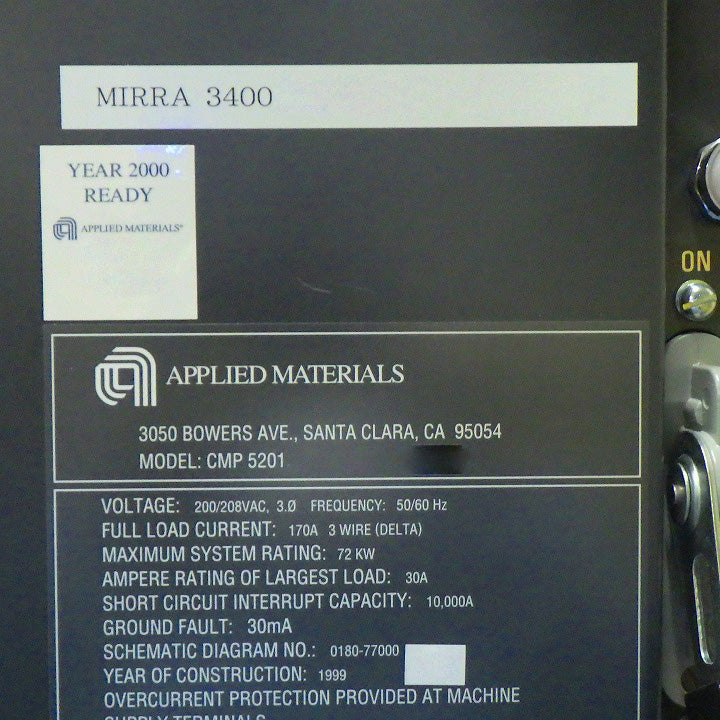 MIRRA 3400
YEAR 2000
READY
APPLIED MATERIALS®
ON
APPLIED MATERIALS
3050 BOWERS AVE., SANTA CLARA, CA 95054
MODEL: CMP 5201
VOLTAGE: 200/208VAC, 3.Ø FREQUENCY: 50/60 Hz
FULL LOAD CURRENT: 170A 3 WIRE (DELTA)
MAXIMUM SYSTEM RATING: 72 KW
AMPERE RATING OF LARGEST LOAD: 30A
SHORT CIRCUIT INTERRUPT CAPACITY: 10,000A
GROUND FAULT: 30mA
SCHEMATIC DIAGRAM NO.: 0180-77000
YEAR OF CONSTRUCTION: 1999
OVERCURRENT PROTECTION PROVIDED AT MACHINE
SUPPLY TERMINALS